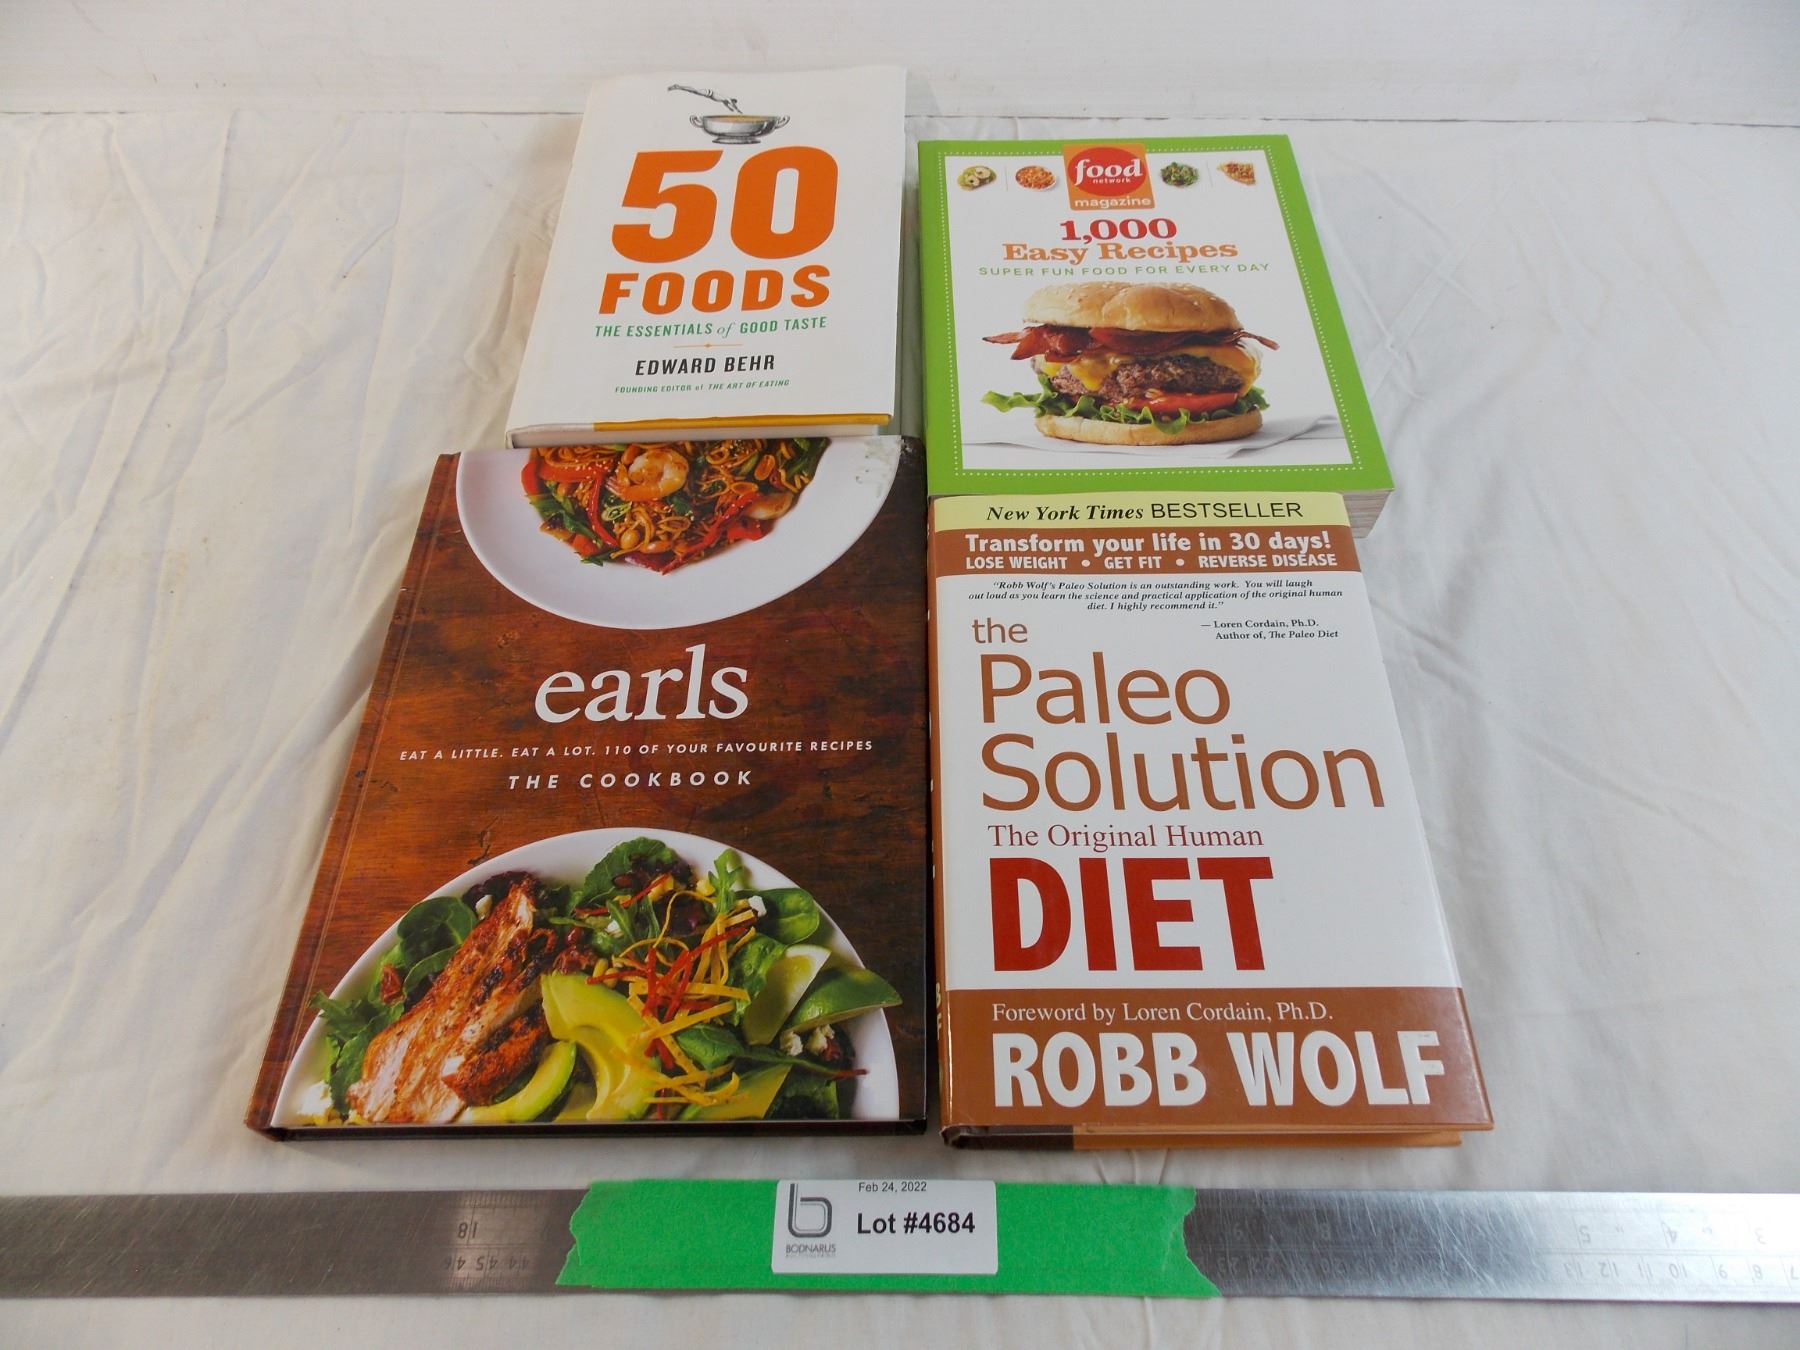 50
FOODS
THE ESSENTIALS of GOOD TASTE
EDWARD BEHR
FOUNDING EDITOR of THE ART OF EATING
food
network
magazine
1,000
Easy Recipes
SUPER FUN FOOD FOR EVERY DAY
earls
EAT A LITTLE. EAT A LOT. 110 OF YOUR FAVOURITE RECIPES
THE COOKBOOK
New York Times BESTSELLER
Transform your life in 30 days!
LOSE WEIGHT • GET FIT • REVERSE DISEASE
"Robb Wolf's Paleo Solution is an outstanding work. You will laugh
out loud as you learn the science and practical application of the original human
diet. I highly recommend it."
— Loren Cordain, Ph.D.
Author of, The Paleo Diet
the
Paleo
Solution
The Original Human
DIET
Foreword by Loren Cordain, Ph.D.
ROBB WOLF
Feb 24, 2022
Lot #4684
BODNARUS